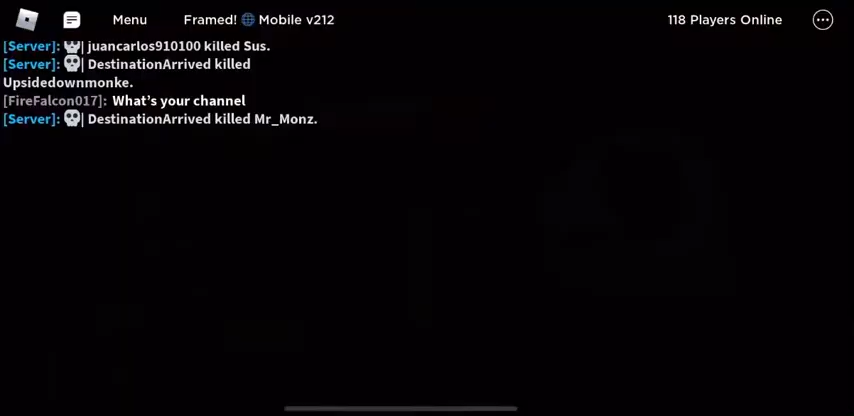 Menu
Framed! 🌐 Mobile v212
118 Players Online
[Server]: 💀| juancarlos910100 killed Sus.
[Server]: 💀| DestinationArrived killed
Upsidedownmonke.
[FireFalcon017]: What's your channel
[Server]: 💀| DestinationArrived killed Mr_Monz.